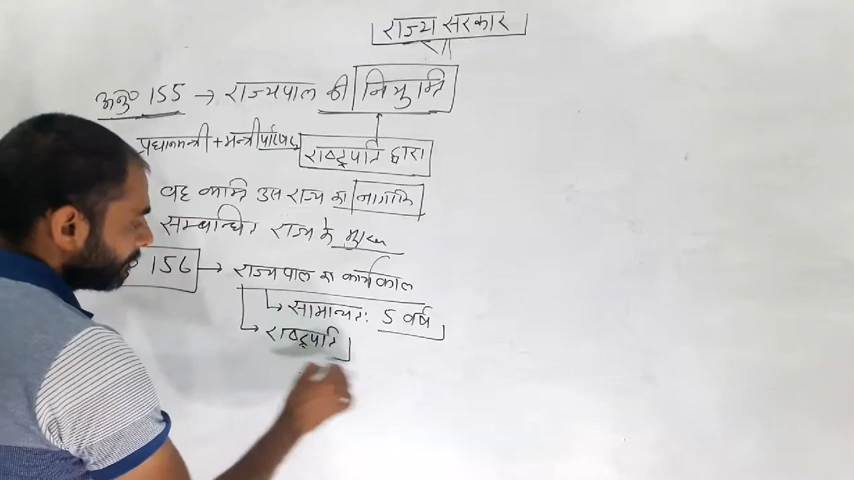 राज्य सरकार
अनु० 155 → राज्यपाल की नियुक्ति
प्रधानमन्त्री + मन्त्रीपरिषद राष्ट्रपति द्वारा
वह व्यक्ति उस राज्य का नागरिक
सम्बन्धित राज्य के मुख्य
156 → राज्यपाल का कार्यकाल
सामान्यत: 5 वर्ष
राष्ट्रपति